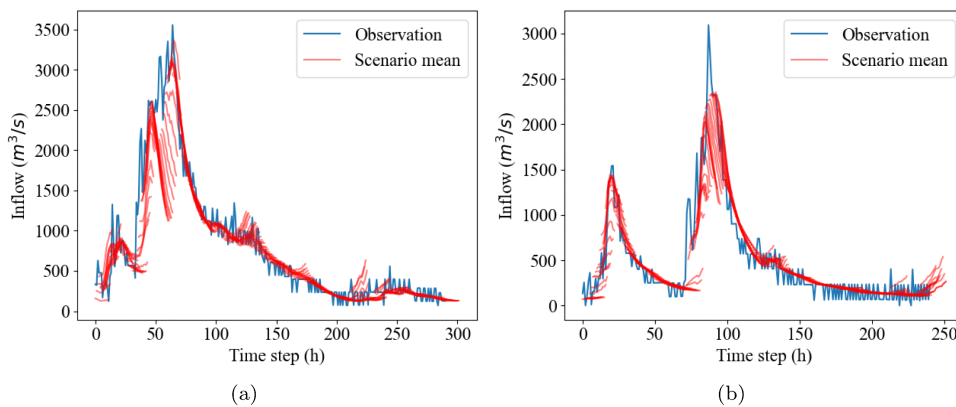 3500
3000
2500
2000
1500
1000
500
0
Inflow (m³/s)
0 50 100 150 200 250 300
Time step (h)
Observation
Scenario mean
(a)
3000
2500
2000
1500
1000
500
0
Inflow (m³/s)
0 50 100 150 200 250
Time step (h)
Observation
Scenario mean
(b)